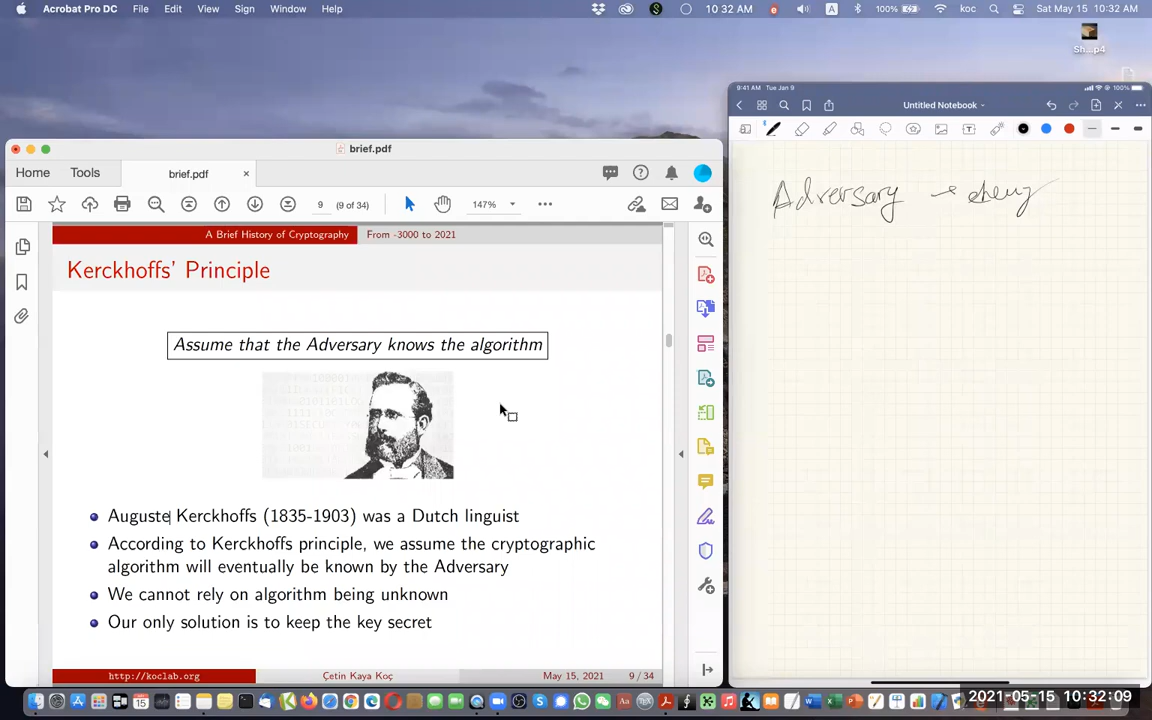 Acrobat Pro DC File Edit View Sign Window Help
10 32 AM A 100% koc Sat May 15 10:32 AM
Sh...p4
9:41 AM Tue Jan 9 100%
Untitled Notebook
brief.pdf
Home Tools brief.pdf
9 (9 of 34) 147%
A Brief History of Cryptography From -3000 to 2021
Kerckhoffs' Principle
Assume that the Adversary knows the algorithm
Auguste Kerckhoffs (1835-1903) was a Dutch linguist
According to Kerckhoffs principle, we assume the cryptographic
algorithm will eventually be known by the Adversary
We cannot rely on algorithm being unknown
Our only solution is to keep the key secret
http://koclab.org Çetin Kaya Koç May 15, 2021 9 / 34
Adversary →
2021-05-15 10:32:09